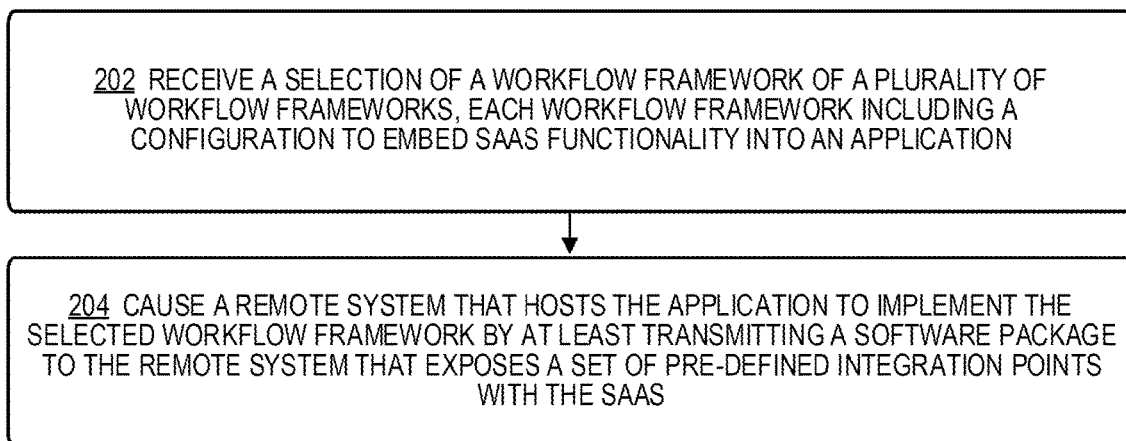 202 RECEIVE A SELECTION OF A WORKFLOW FRAMEWORK OF A PLURALITY OF
WORKFLOW FRAMEWORKS, EACH WORKFLOW FRAMEWORK INCLUDING A
CONFIGURATION TO EMBED SAAS FUNCTIONALITY INTO AN APPLICATION
204 CAUSE A REMOTE SYSTEM THAT HOSTS THE APPLICATION TO IMPLEMENT THE
SELECTED WORKFLOW FRAMEWORK BY AT LEAST TRANSMITTING A SOFTWARE PACKAGE
TO THE REMOTE SYSTEM THAT EXPOSES A SET OF PRE-DEFINED INTEGRATION POINTS
WITH THE SAAS